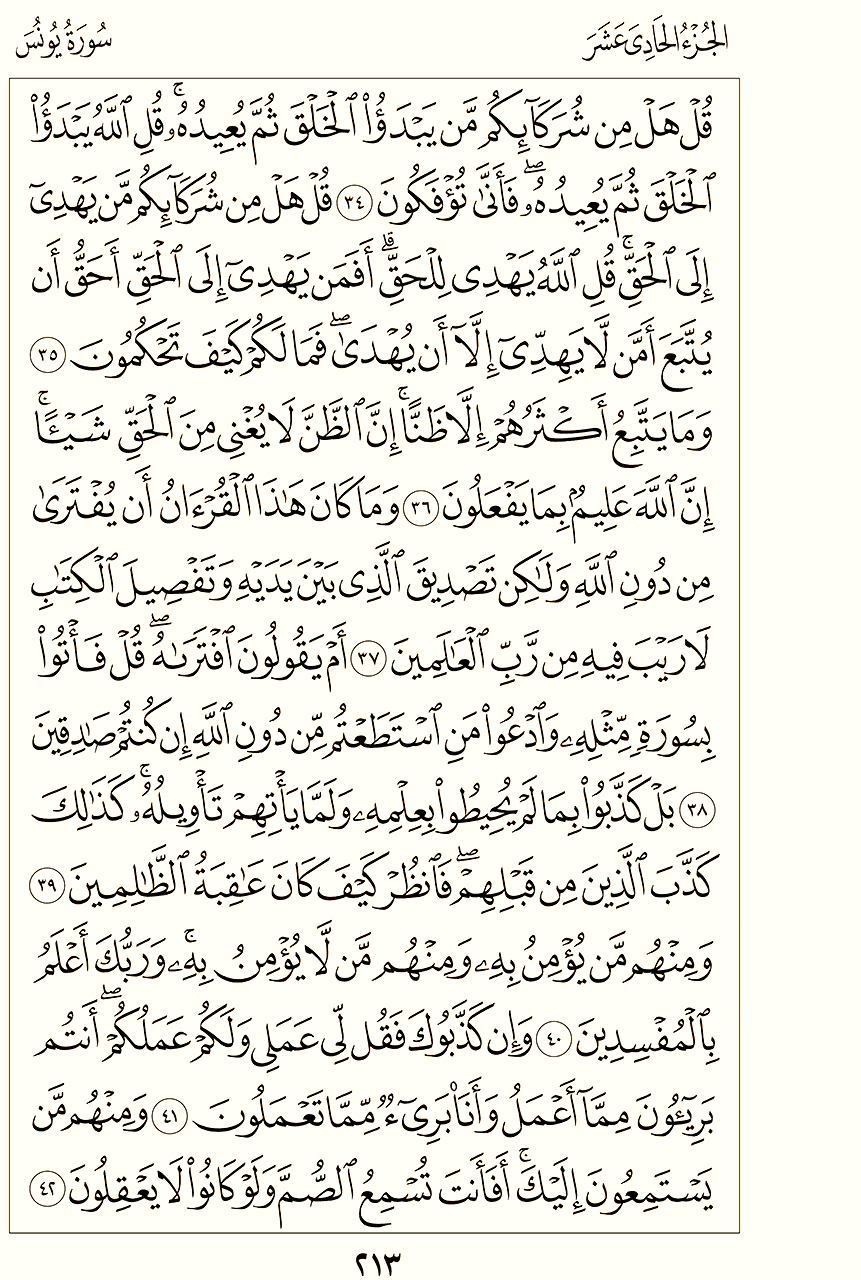 الجُزْءُ الحَادِىَ عَشَرَ
سُورَةُ يُونُسَ
قُلْ هَلْ مِن شُرَكَآئِكُم مَّن يَبْدَؤُا۟ ٱلْخَلْقَ ثُمَّ يُعِيدُهُۥ ۚ قُلِ ٱللَّهُ يَبْدَؤُا۟
ٱلْخَلْقَ ثُمَّ يُعِيدُهُۥ ۖ فَأَنَّىٰ تُؤْفَكُونَ ٣٤ قُلْ هَلْ مِن شُرَكَآئِكُم مَّن يَهْدِىٓ
إِلَى ٱلْحَقِّ ۚ قُلِ ٱللَّهُ يَهْدِى لِلْحَقِّ ۗ أَفَمَن يَهْدِىٓ إِلَى ٱلْحَقِّ أَحَقُّ أَن
يُتَّبَعَ أَمَّن لَّا يَهِدِّىٓ إِلَّآ أَن يُهْدَىٰ ۖ فَمَا لَكُمْ كَيْفَ تَحْكُمُونَ ٣٥
وَمَا يَتَّبِعُ أَكْثَرُهُمْ إِلَّا ظَنًّا ۚ إِنَّ ٱلظَّنَّ لَا يُغْنِى مِنَ ٱلْحَقِّ شَيْـًٔا ۚ
إِنَّ ٱللَّهَ عَلِيمٌۢ بِمَا يَفْعَلُونَ ٣٦ وَمَا كَانَ هَـٰذَا ٱلْقُرْءَانُ أَن يُفْتَرَىٰ
مِن دُونِ ٱللَّهِ وَلَـٰكِن تَصْدِيقَ ٱلَّذِى بَيْنَ يَدَيْهِ وَتَفْصِيلَ ٱلْكِتَـٰبِ
لَا رَيْبَ فِيهِ مِن رَّبِّ ٱلْعَـٰلَمِينَ ٣٧ أَمْ يَقُولُونَ ٱفْتَرَىٰهُ ۖ قُلْ فَأْتُوا۟
بِسُورَةٍ مِّثْلِهِۦ وَٱدْعُوا۟ مَنِ ٱسْتَطَعْتُم مِّن دُونِ ٱللَّهِ إِن كُنتُمْ صَـٰدِقِينَ
٣٨ بَلْ كَذَّبُوا۟ بِمَا لَمْ يُحِيطُوا۟ بِعِلْمِهِۦ وَلَمَّا يَأْتِهِمْ تَأْوِيلُهُۥ ۚ كَذَٰلِكَ
كَذَّبَ ٱلَّذِينَ مِن قَبْلِهِمْ ۖ فَٱنظُرْ كَيْفَ كَانَ عَـٰقِبَةُ ٱلظَّـٰلِمِينَ ٣٩
وَمِنْهُم مَّن يُؤْمِنُ بِهِۦ وَمِنْهُم مَّن لَّا يُؤْمِنُ بِهِۦ ۚ وَرَبُّكَ أَعْلَمُ
بِٱلْمُفْسِدِينَ ٤٠ وَإِن كَذَّبُوكَ فَقُل لِّى عَمَلِى وَلَكُمْ عَمَلُكُمْ ۖ أَنتُم
بَرِيٓـُٔونَ مِمَّآ أَعْمَلُ وَأَنَا۠ بَرِىٓءٌ مِّمَّا تَعْمَلُونَ ٤١ وَمِنْهُم مَّن
يَسْتَمِعُونَ إِلَيْكَ ۚ أَفَأَنتَ تُسْمِعُ ٱلصُّمَّ وَلَوْ كَانُوا۟ لَا يَعْقِلُونَ ٤٢
٢١٣